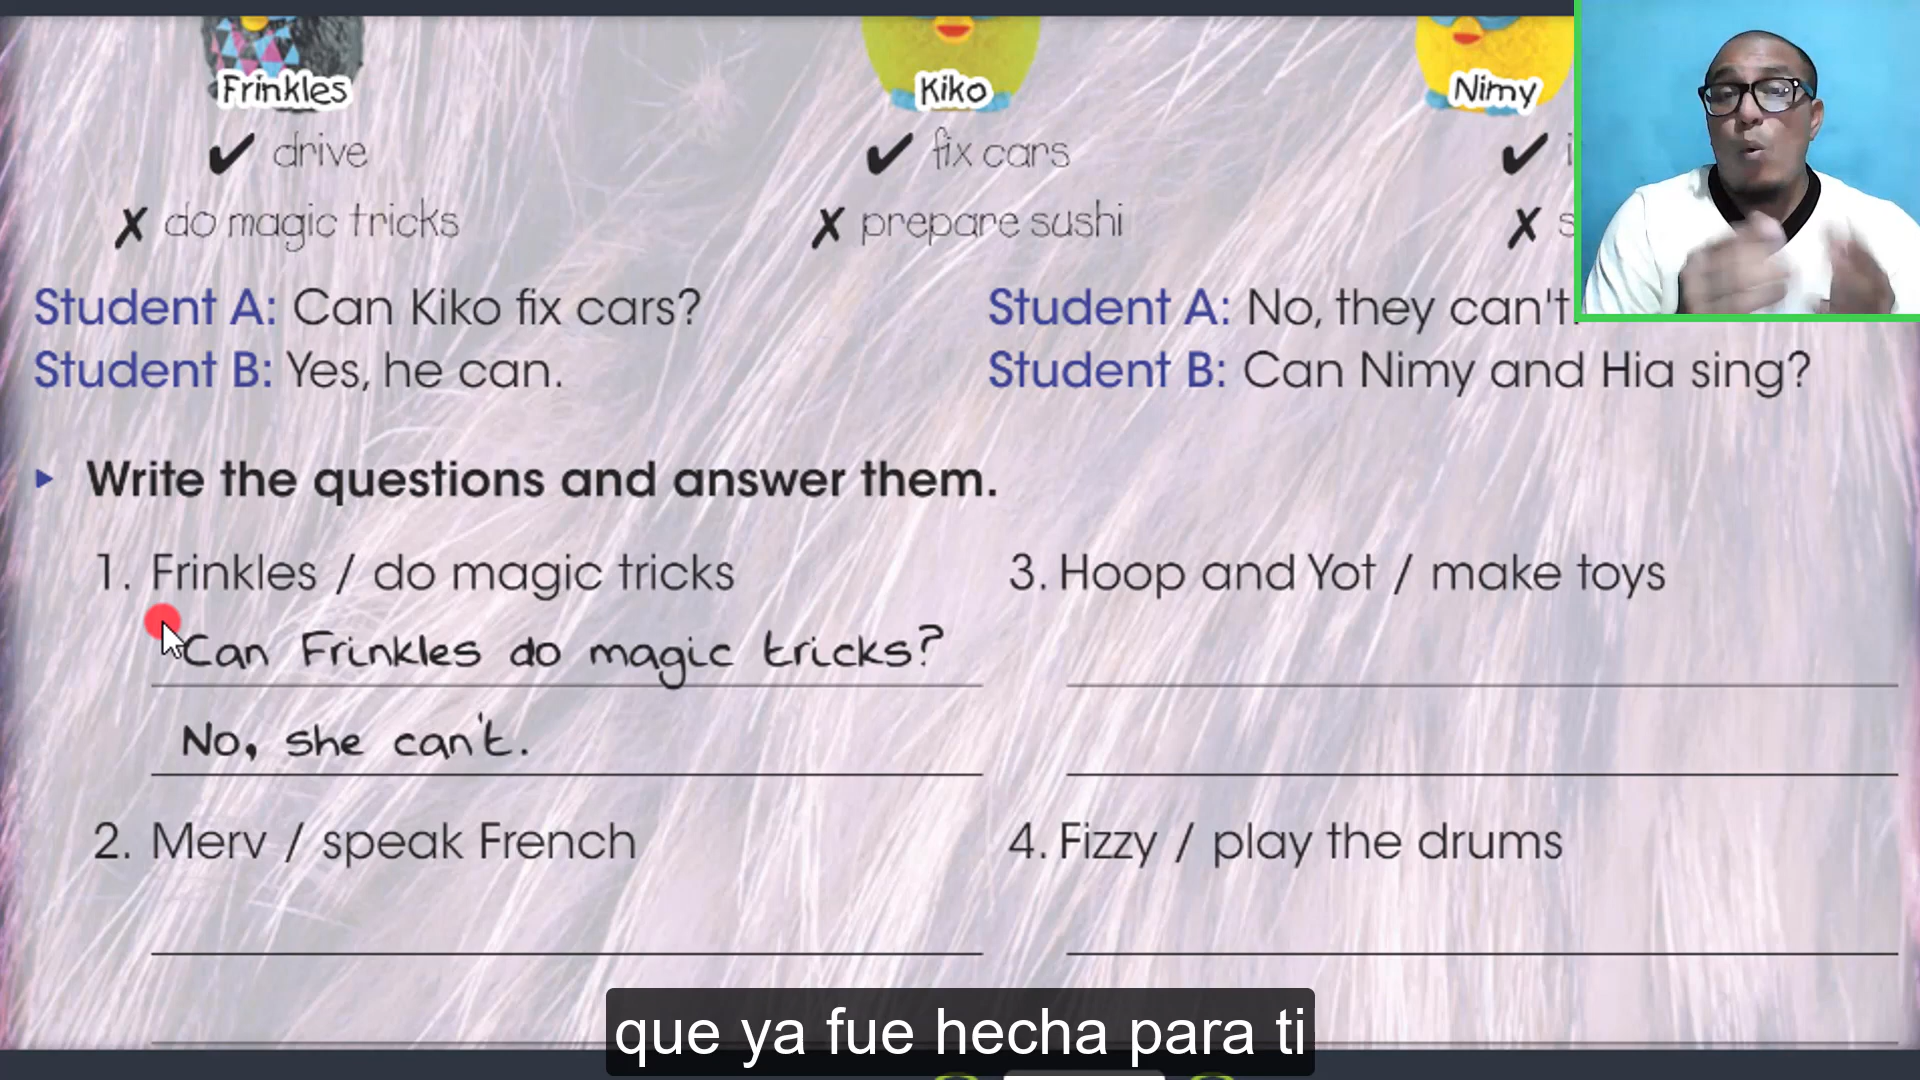 Frinkles
Kiko
Nimy
✔ drive
✔ fix cars
✔
✗ do magic tricks
✗ prepare sushi
✗ s
Student A: Can Kiko fix cars?
Student B: Yes, he can.
Student A: No, they can't.
Student B: Can Nimy and Hia sing?
▸ Write the questions and answer them.
1. Frinkles / do magic tricks
Can Frinkles do magic tricks?
No, she can't.
2. Merv / speak French
3. Hoop and Yot / make toys
4. Fizzy / play the drums
que ya fue hecha para ti